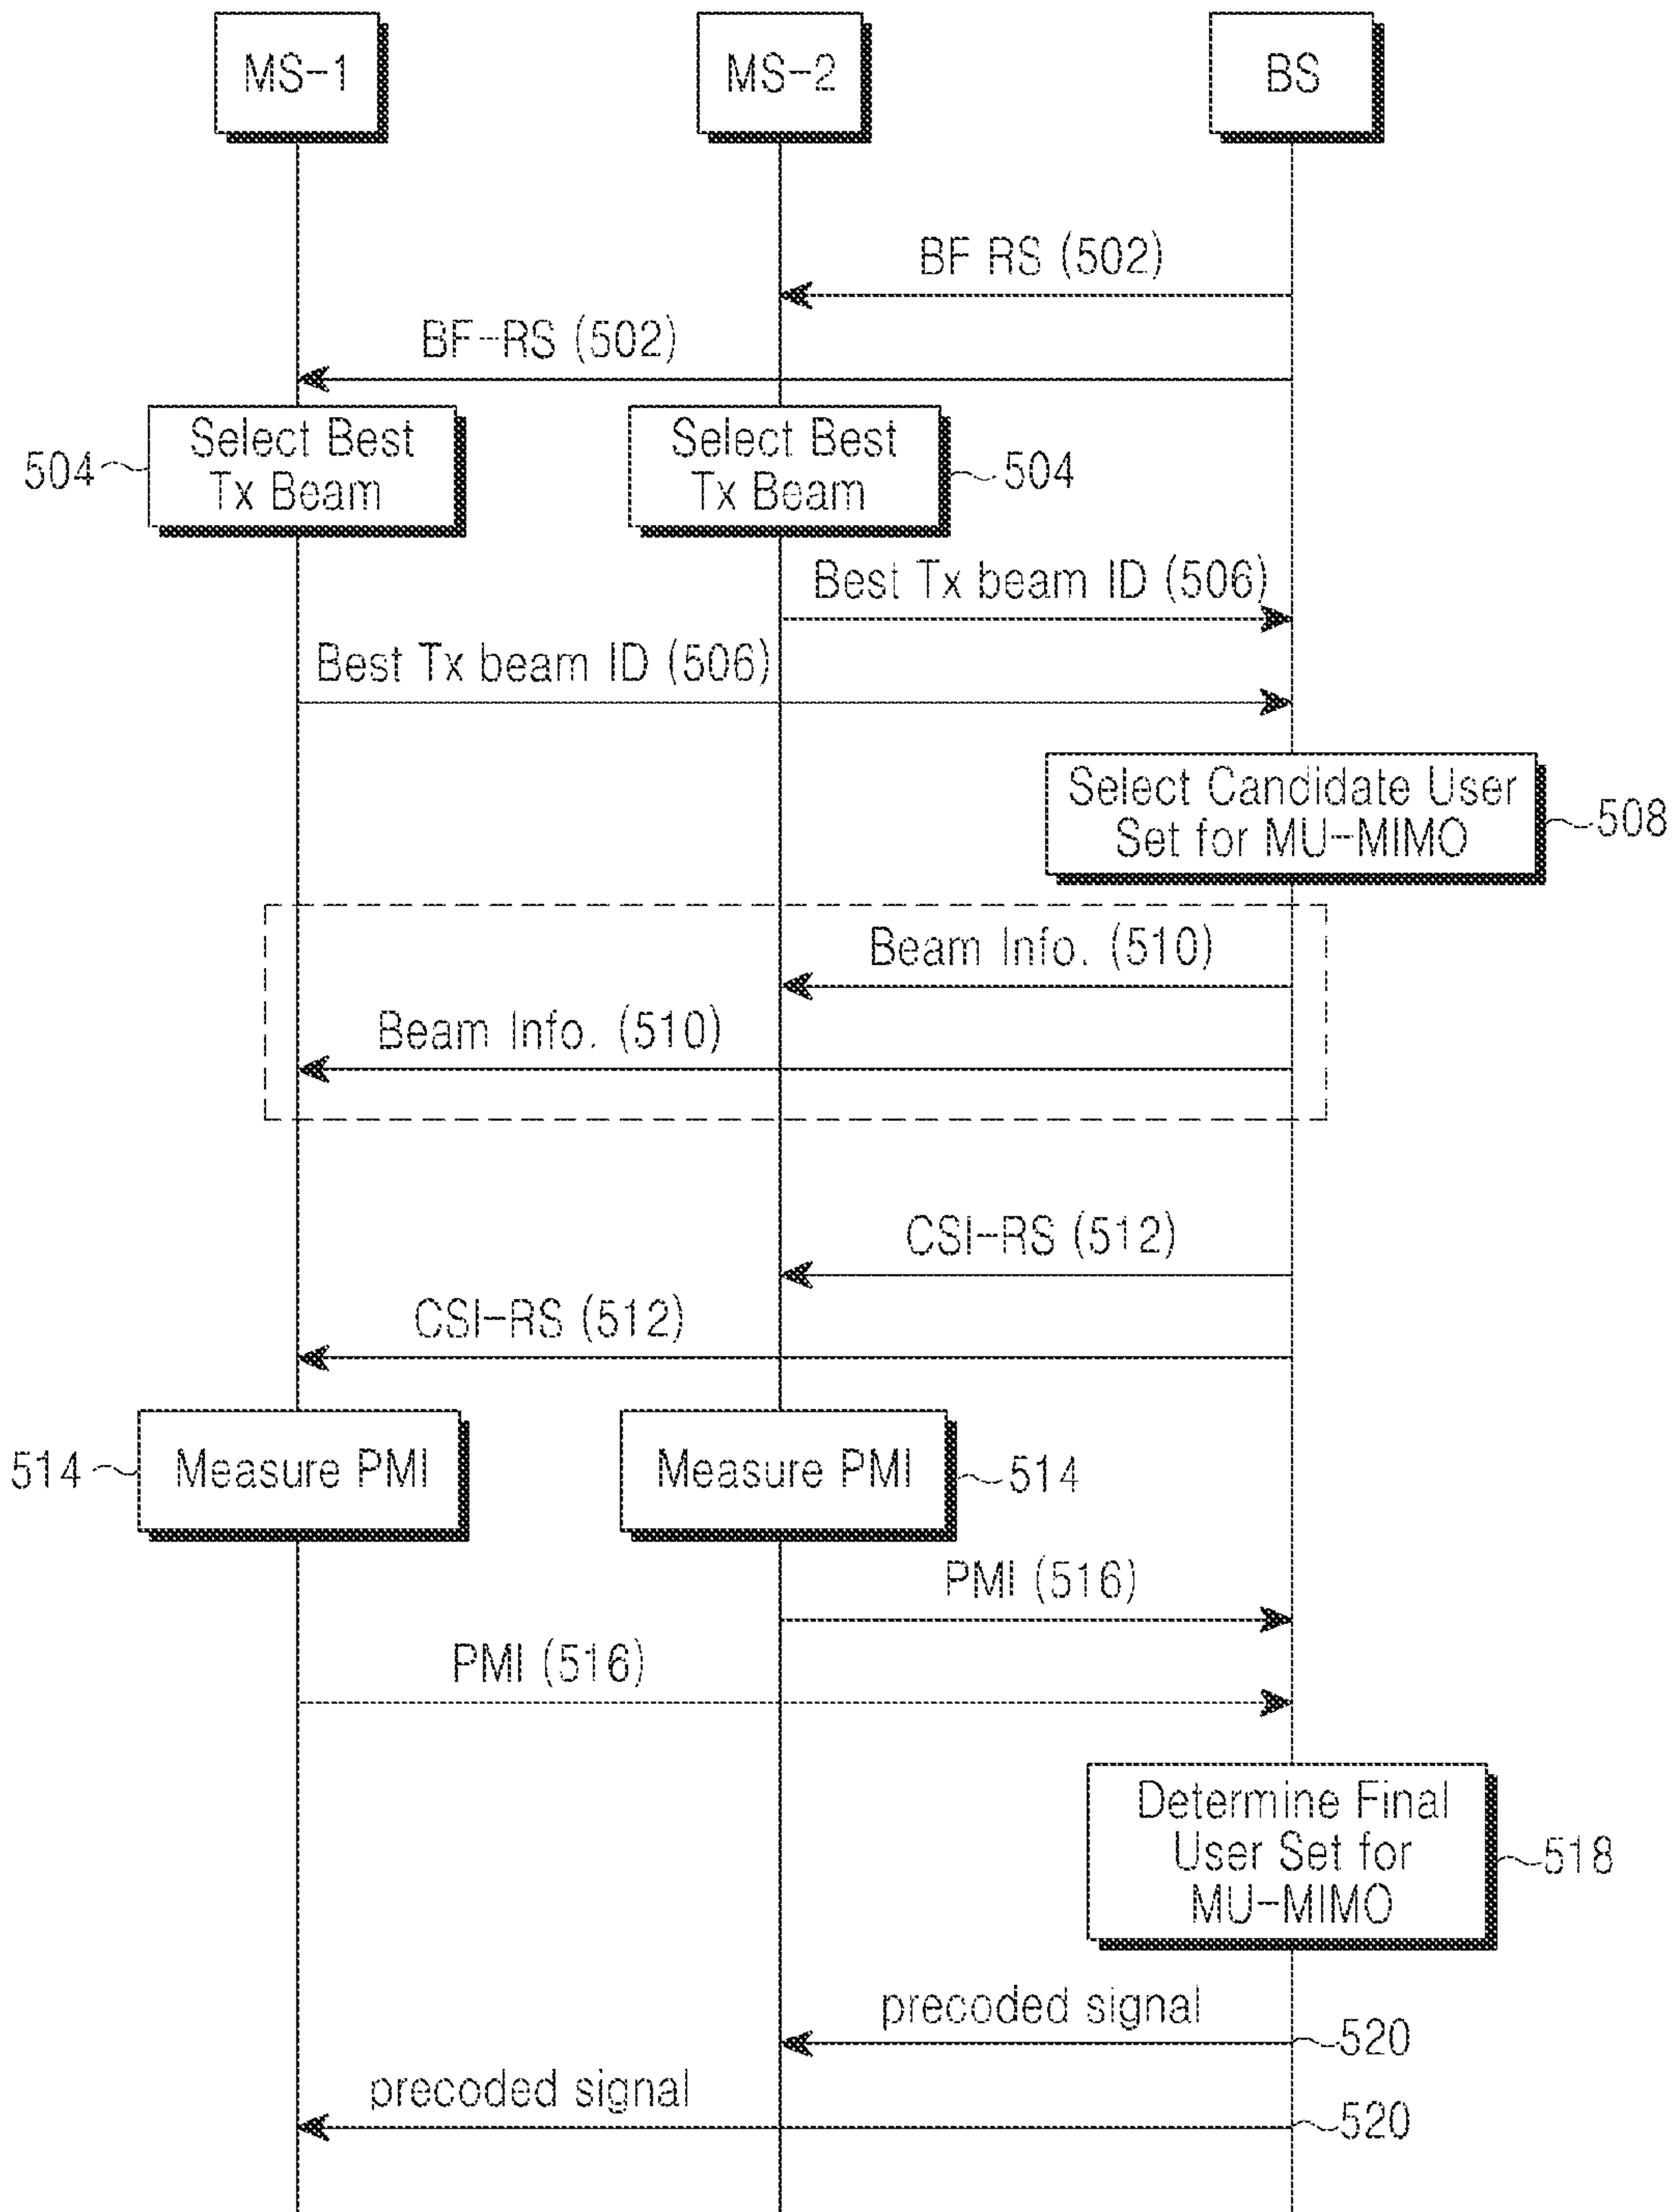 MS-1
MS-2
BS
BF RS (502)
BF-RS (502)
504
Select Best
Tx Beam
Select Best
Tx Beam
504
Best Tx beam ID (506)
Best Tx beam ID (506)
Select Candidate User
Set for MU-MIMO
508
Beam Info. (510)
Beam Info. (510)
CSI-RS (512)
CSI-RS (512)
514
Measure PMI
Measure PMI
514
PMI (516)
PMI (516)
Determine Final
User Set for
MU-MIMO
518
precoded signal
520
precoded signal
520